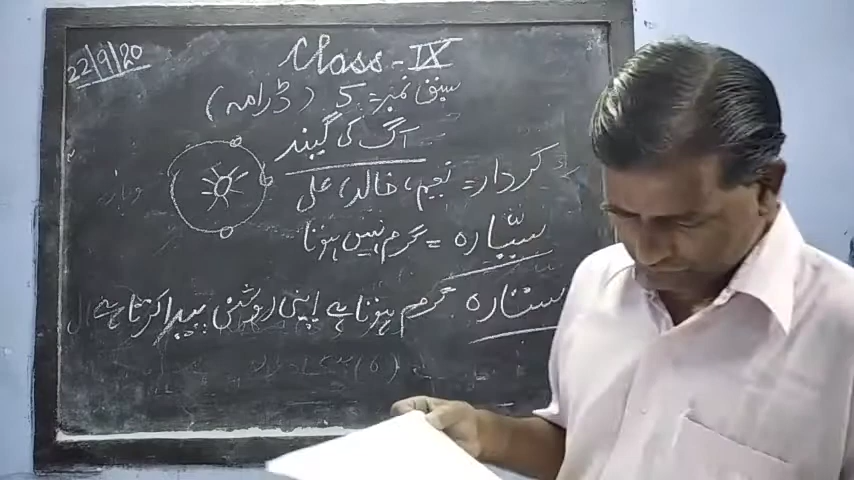 22/9/20
Class - IX
سبق نمبر = 5 (ڈرامہ)
آگ کی گیند
کردار = نعیم، خالد، علی
سیّارہ = گرم نہیں ہوتا
ستارہ گرم ہوتا ہے اپنی روشنی پیدا کرتا ہے